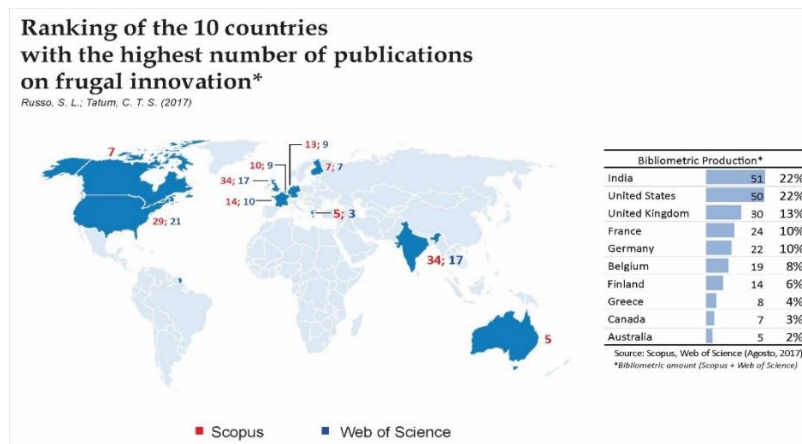 Ranking of the 10 countries
with the highest number of publications
on frugal innovation*
Russo, S. L.; Tatum, C. T. S. (2017)
7
13; 9
10; 9
7; 7
34; 17
14; 10
5; 3
29; 21
34; 17
5
Bibliometric Production*
India 51 22%
United States 50 22%
United Kingdom 30 13%
France 24 10%
Germany 22 10%
Belgium 19 8%
Finland 14 6%
Greece 8 4%
Canada 7 3%
Australia 5 2%
Source: Scopus, Web of Science (Agosto, 2017)
*Bibliometric amount (Scopus + Web of Science)
Scopus Web of Science